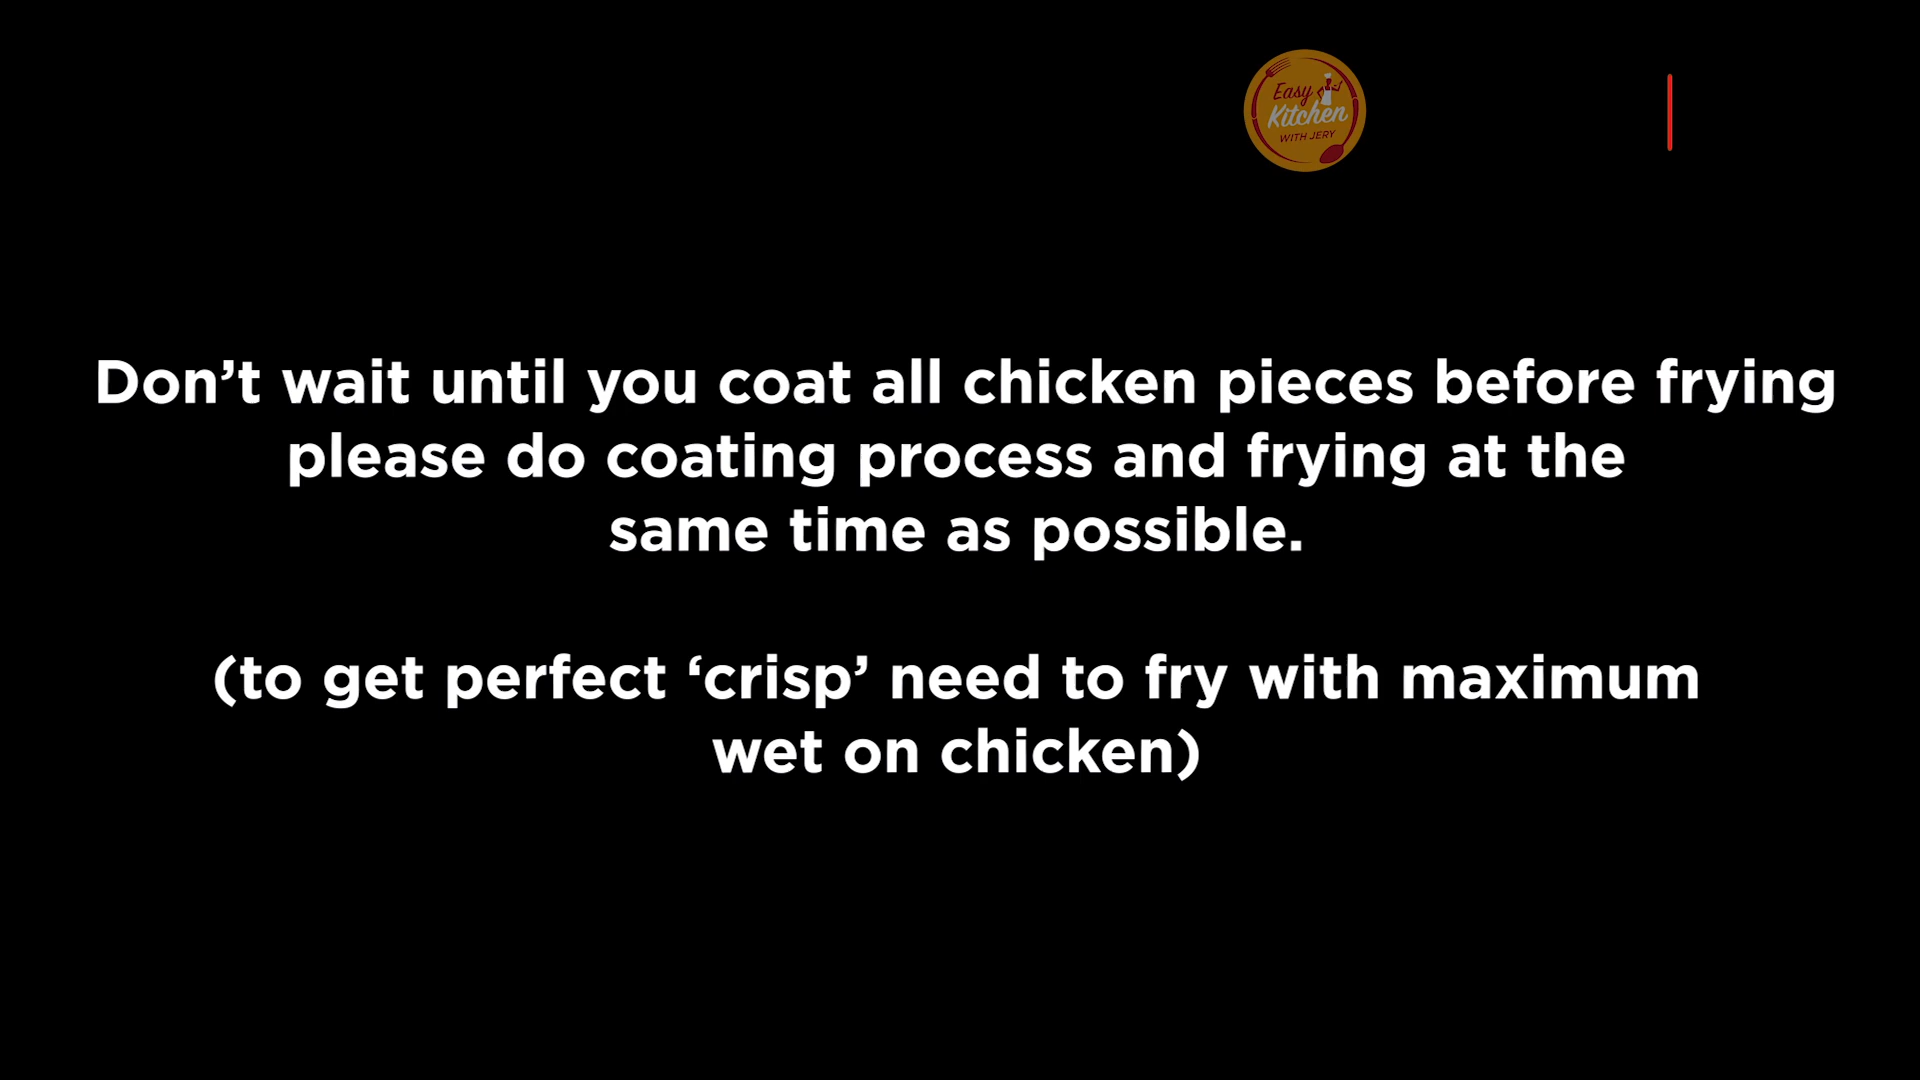 Easy
Kitchen
WITH JERY
Don’t wait until you coat all chicken pieces before frying
please do coating process and frying at the
same time as possible.
(to get perfect ‘crisp’ need to fry with maximum
wet on chicken)